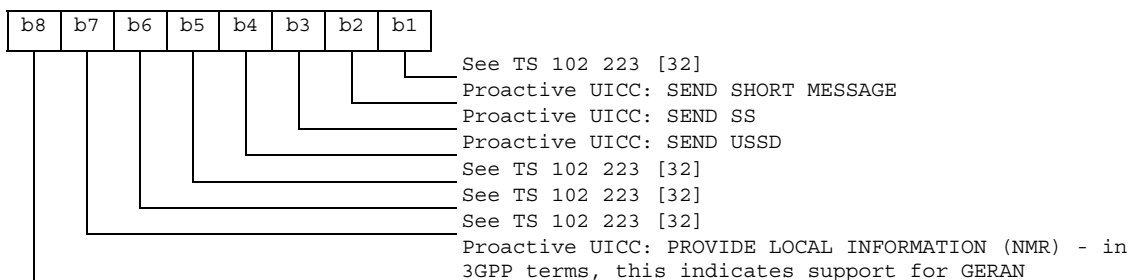 b8 b7 b6 b5 b4 b3 b2 b1
See TS 102 223 [32]
Proactive UICC: SEND SHORT MESSAGE
Proactive UICC: SEND SS
Proactive UICC: SEND USSD
See TS 102 223 [32]
See TS 102 223 [32]
See TS 102 223 [32]
Proactive UICC: PROVIDE LOCAL INFORMATION (NMR) - in
3GPP terms, this indicates support for GERAN